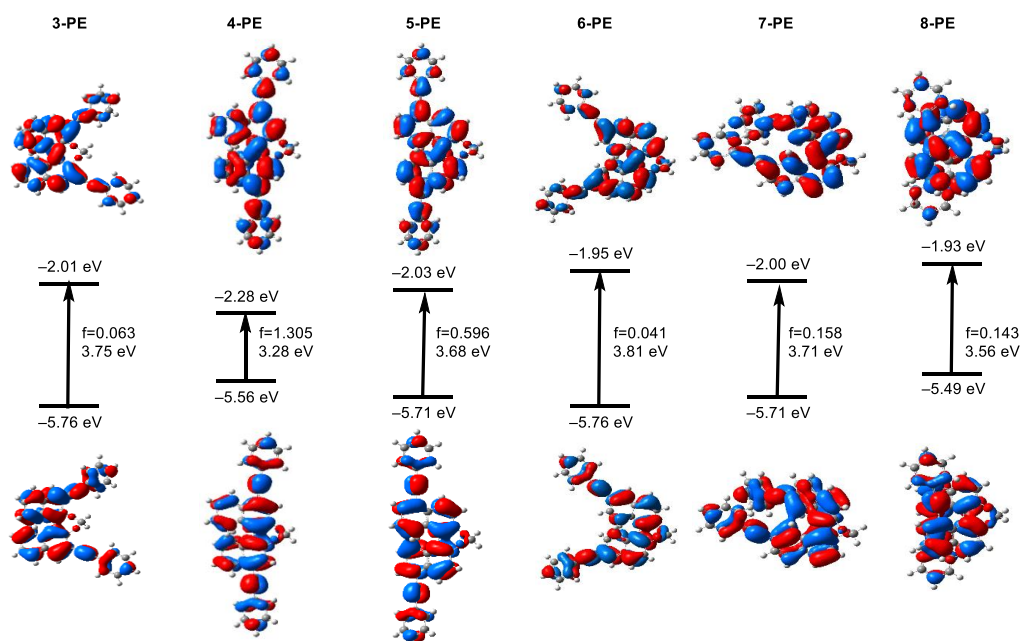 3-PE
4-PE
5-PE
6-PE
7-PE
8-PE
–2.01 eV
–2.28 eV
–2.03 eV
–1.95 eV
–2.00 eV
–1.93 eV
f=0.063
3.75 eV
f=1.305
3.28 eV
f=0.596
3.68 eV
f=0.041
3.81 eV
f=0.158
3.71 eV
f=0.143
3.56 eV
–5.76 eV
–5.56 eV
–5.71 eV
–5.76 eV
–5.71 eV
–5.49 eV